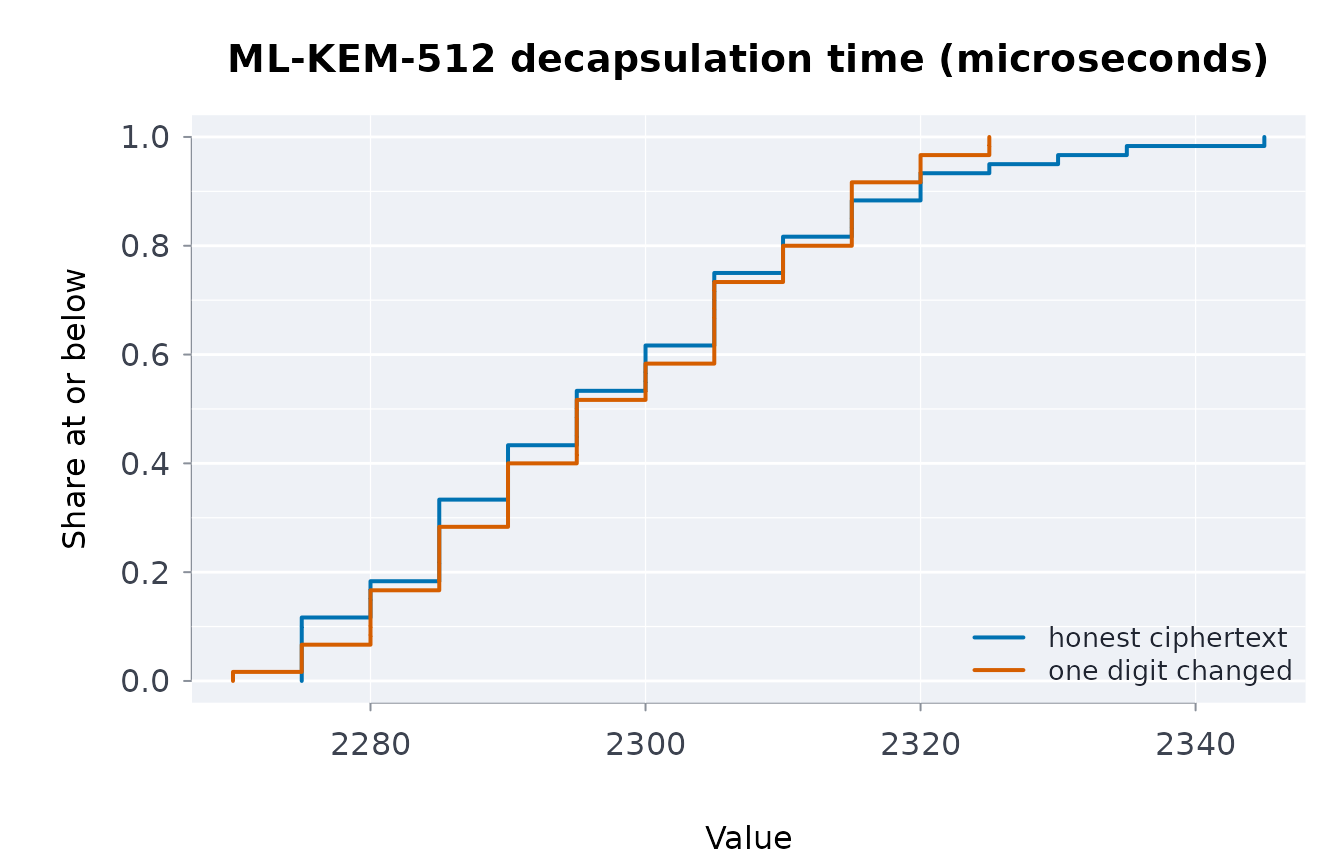 ML-KEM-512 decapsulation time (microseconds)
Share at or below
1.0
0.8
0.6
0.4
0.2
0.0
honest ciphertext
one digit changed
2280 2300 2320 2340
Value